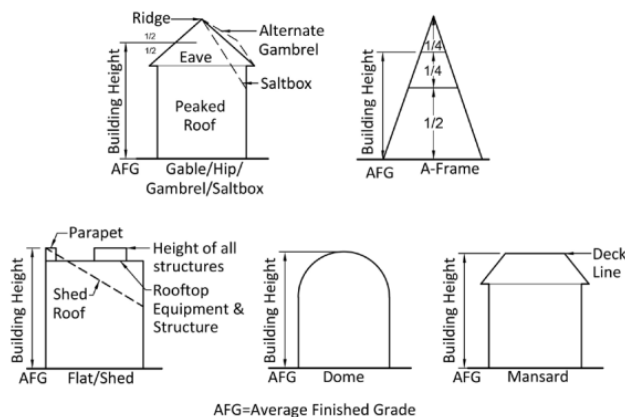 Ridge
Alternate
Gambrel
1/2
1/2
Eave
Saltbox
Building Height
Peaked
Roof
AFG
Gable/Hip/
Gambrel/Saltbox
1/4
1/4
1/2
Building Height
AFG
A-Frame
Parapet
Height of all
structures
Building Height
Shed
Roof
Rooftop
Equipment &
Structure
AFG
Flat/Shed
Building Height
AFG
Dome
Deck
Line
Building Height
AFG
Mansard
AFG=Average Finished Grade